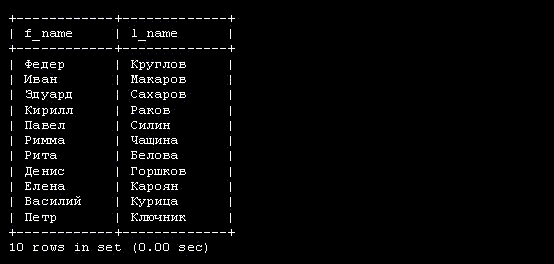 +------------+-------------+
| f_name | l_name |
+------------+-------------+
| Федер | Круглов |
| Иван | Макаров |
| Эдуард | Сахаров |
| Кирилл | Раков |
| Павел | Силин |
| Римма | Чащина |
| Рита | Белова |
| Денис | Горшков |
| Елена | Кароян |
| Василий | Курица |
| Петр | Ключник |
+------------+-------------+
10 rows in set (0.00 sec)